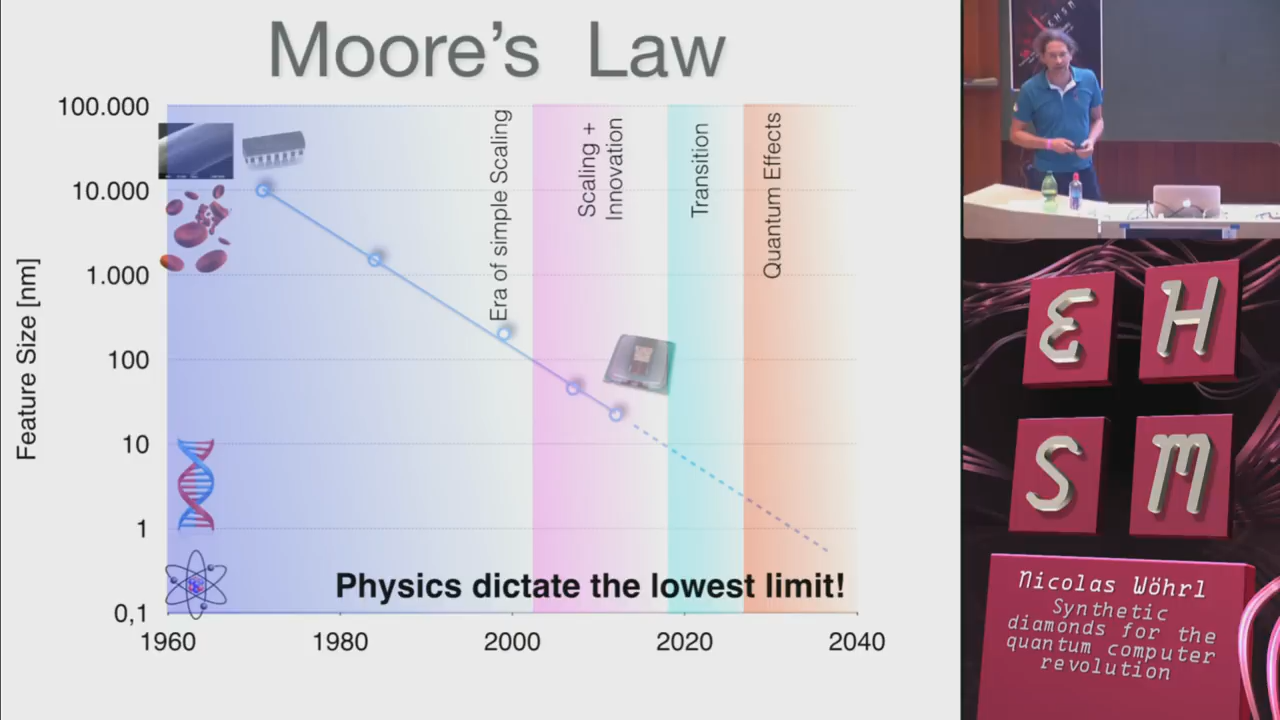 Moore's Law
100.000
10.000
1.000
100
10
1
0,1
Feature Size [nm]
1960
1980
2000
2020
2040
Era of simple Scaling
Scaling +
Innovation
Transition
Quantum Effects
Physics dictate the lowest limit!
EHSM
E H
S M
Nicolas Wöhrl
Synthetic
diamonds for the
quantum computer
revolution